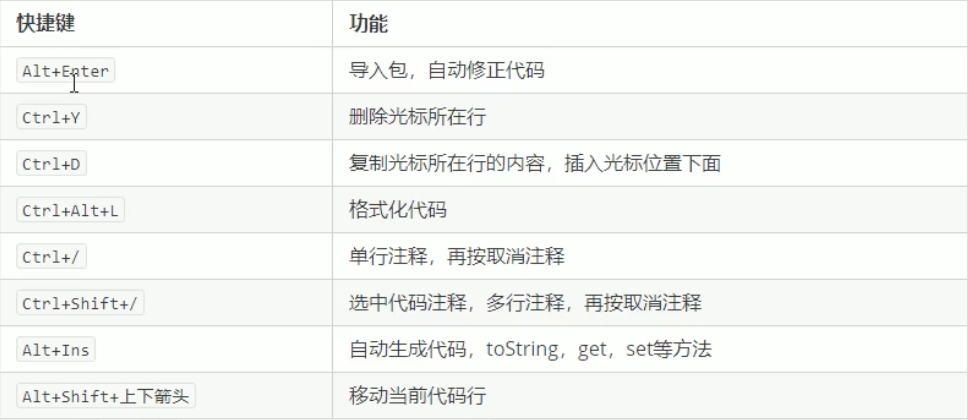 快捷键 功能
Alt+Enter 导入包，自动修正代码
Ctrl+Y 删除光标所在行
Ctrl+D 复制光标所在行的内容，插入光标位置下面
Ctrl+Alt+L 格式化代码
Ctrl+/ 单行注释，再按取消注释
Ctrl+Shift+/ 选中代码注释，多行注释，再按取消注释
Alt+Ins 自动生成代码，toString，get，set等方法
Alt+Shift+上下箭头 移动当前代码行